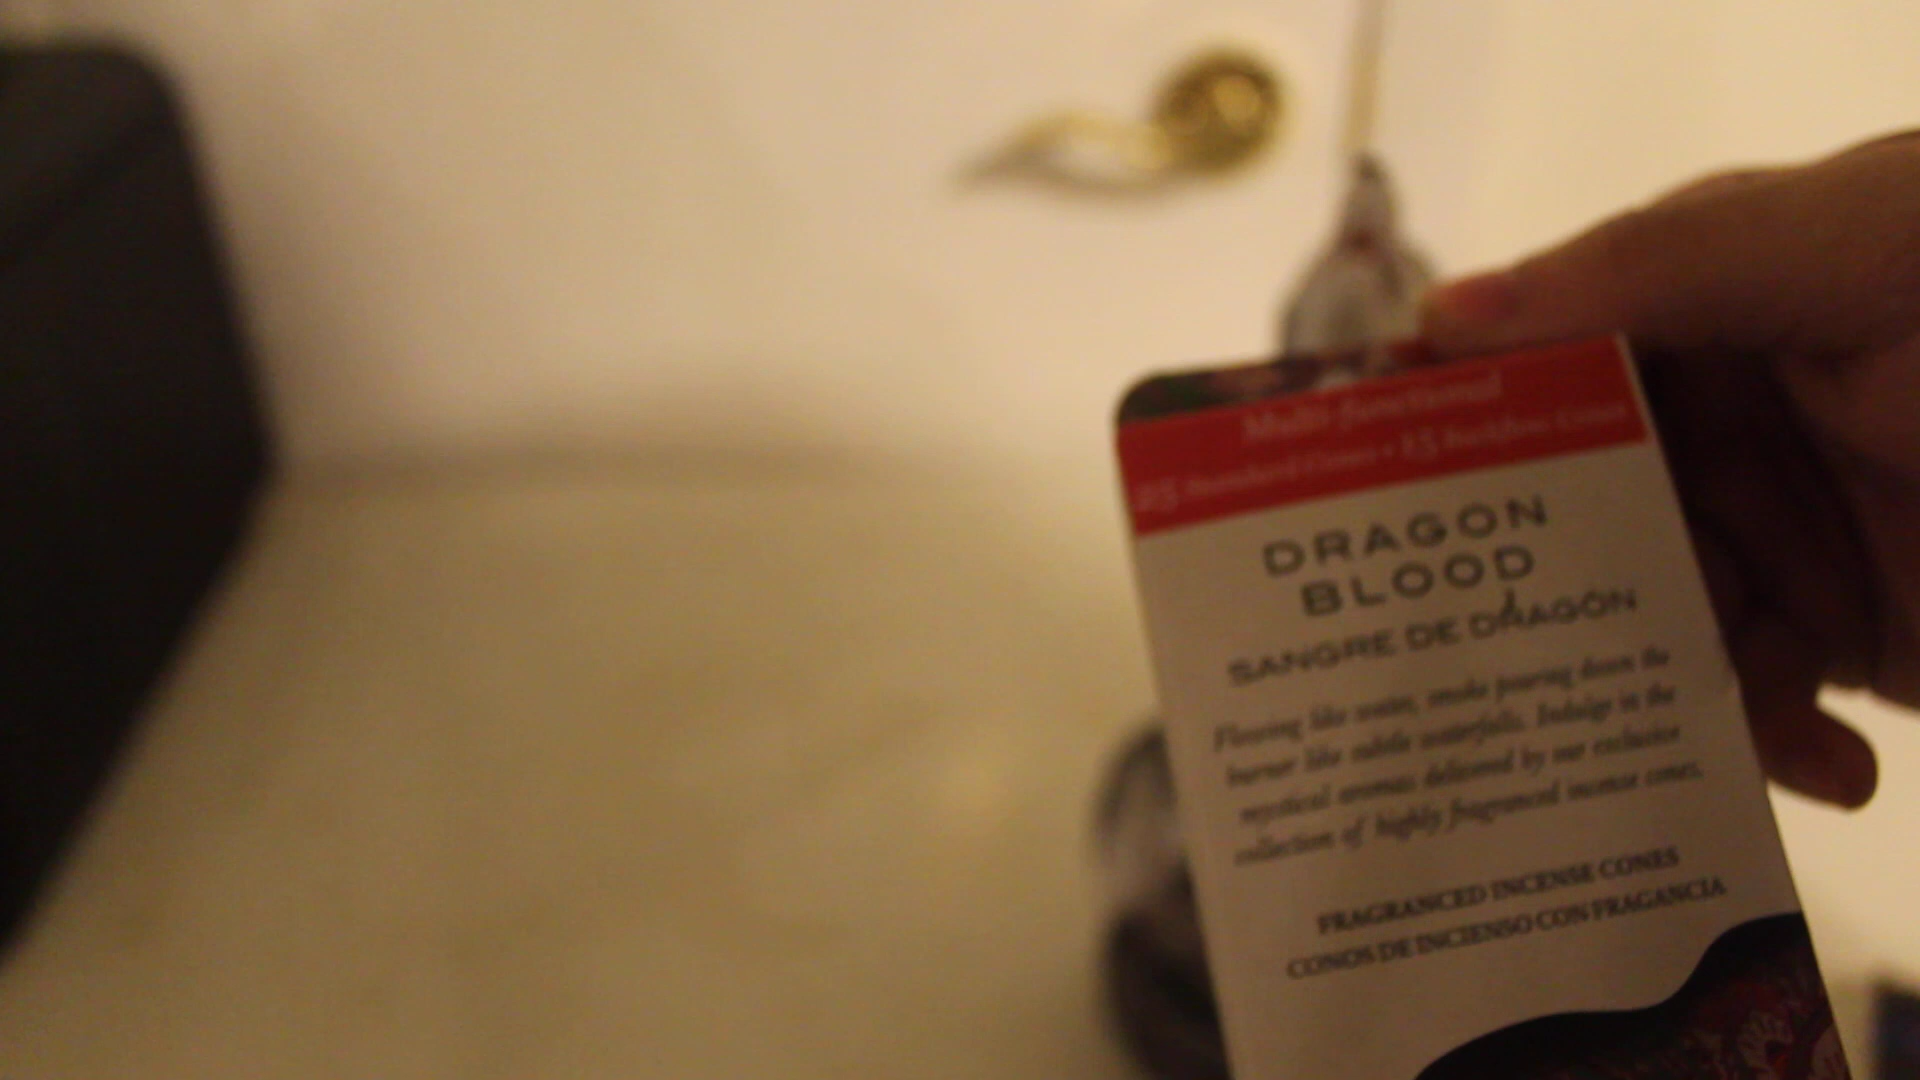 Multi-functional
25 Standard Cones • 15 Backflow Cones
DRAGON
BLOOD
SANGRE DE DRAGÓN
Flowing like water, smoke pouring down the
burner like subtle waterfalls. Indulge in the
mystical aromas delivered by our exclusive
collection of highly fragranced incense cones.
FRAGRANCED INCENSE CONES
CONOS DE INCIENSO CON FRAGANCIA